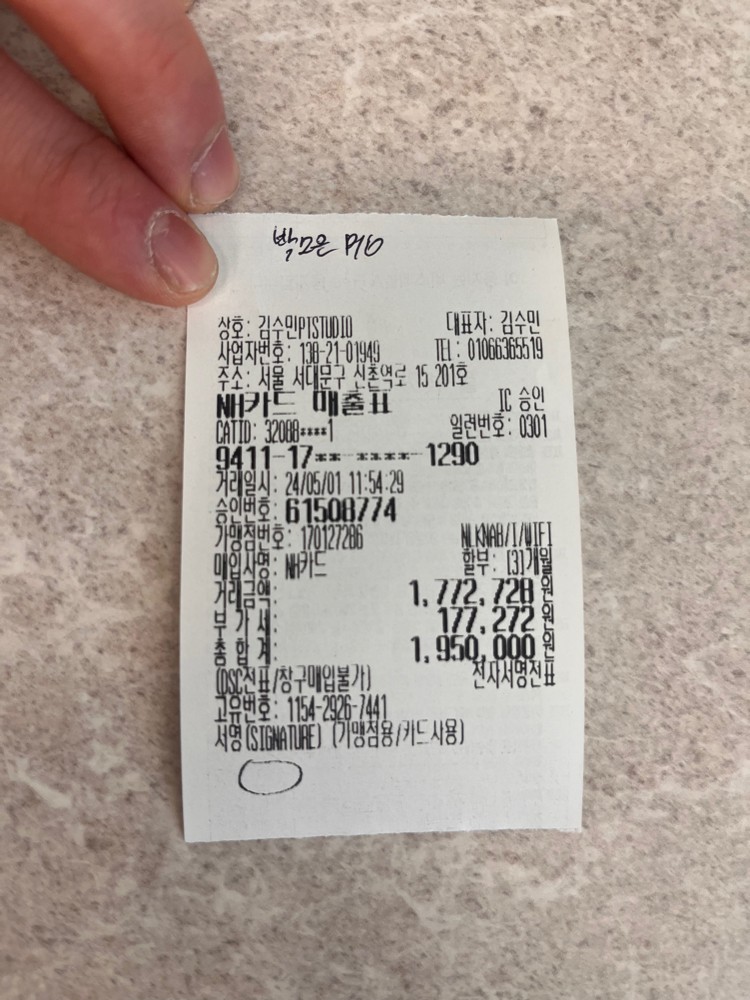 상호: 김수민PTSTUDIO 대표자: 김수민
사업자번호: 138-21-01949 TEL: 01066365519
주소: 서울 서대문구 신촌역로 15 201호
NH카드 매출표 IC 승인
CATID: 32088****1 일련번호: 0301
9411-17**-****-1290
거래일시: 24/05/01 11:54:29
승인번호: 61508774
가맹점번호: 170127286 NLKNAB/I/WIFI
매입사명: NH카드 할부: [3]개월
거래금액: 1,772,728원
부가세: 177,272원
총합계: 1,950,000원
(DSC전표/창구매입불가) 전자서명전표
고유번호: 1154-2926-7441
서명(SIGNATURE) (가맹점용/카드사용)